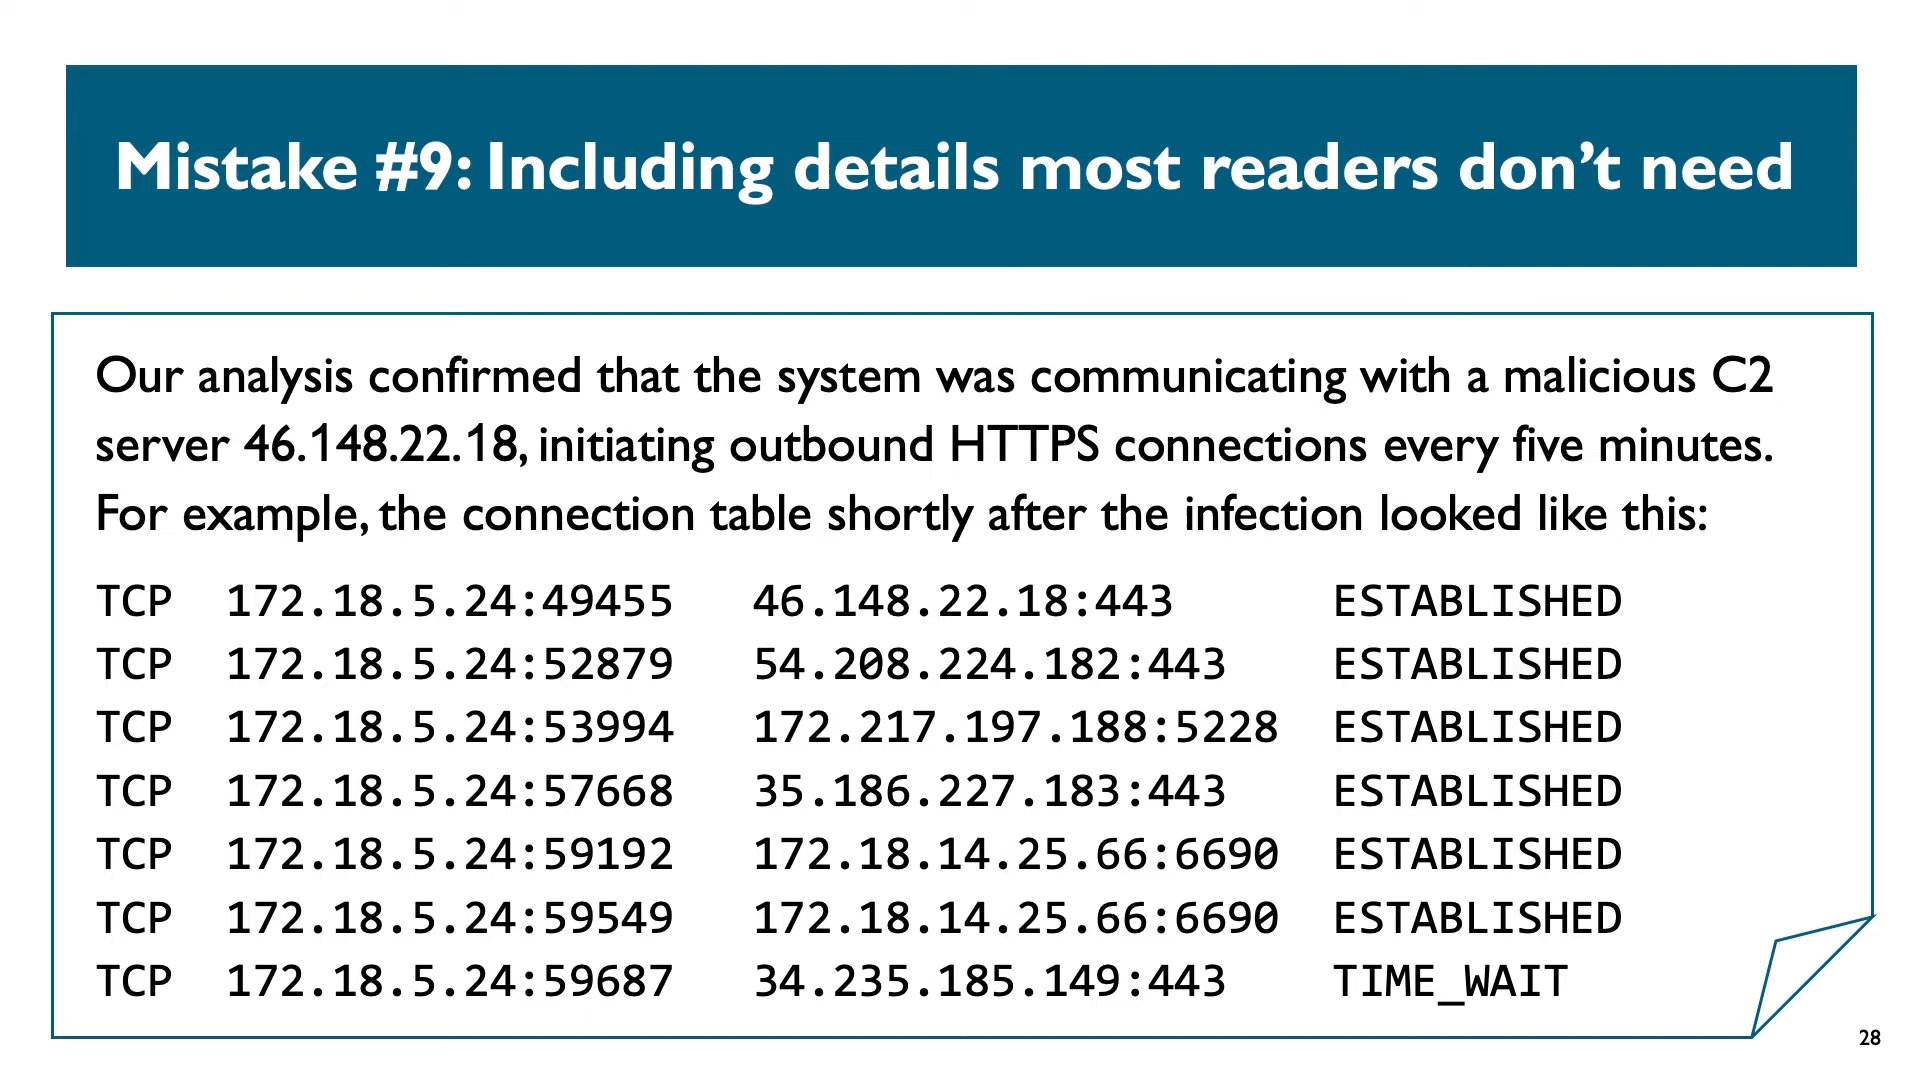 Mistake #9: Including details most readers don’t need
Our analysis confirmed that the system was communicating with a malicious C2
server 46.148.22.18, initiating outbound HTTPS connections every five minutes.
For example, the connection table shortly after the infection looked like this:
TCP 172.18.5.24:49455 46.148.22.18:443 ESTABLISHED
TCP 172.18.5.24:52879 54.208.224.182:443 ESTABLISHED
TCP 172.18.5.24:53994 172.217.197.188:5228 ESTABLISHED
TCP 172.18.5.24:57668 35.186.227.183:443 ESTABLISHED
TCP 172.18.5.24:59192 172.18.14.25.66:6690 ESTABLISHED
TCP 172.18.5.24:59549 172.18.14.25.66:6690 ESTABLISHED
TCP 172.18.5.24:59687 34.235.185.149:443 TIME_WAIT
28